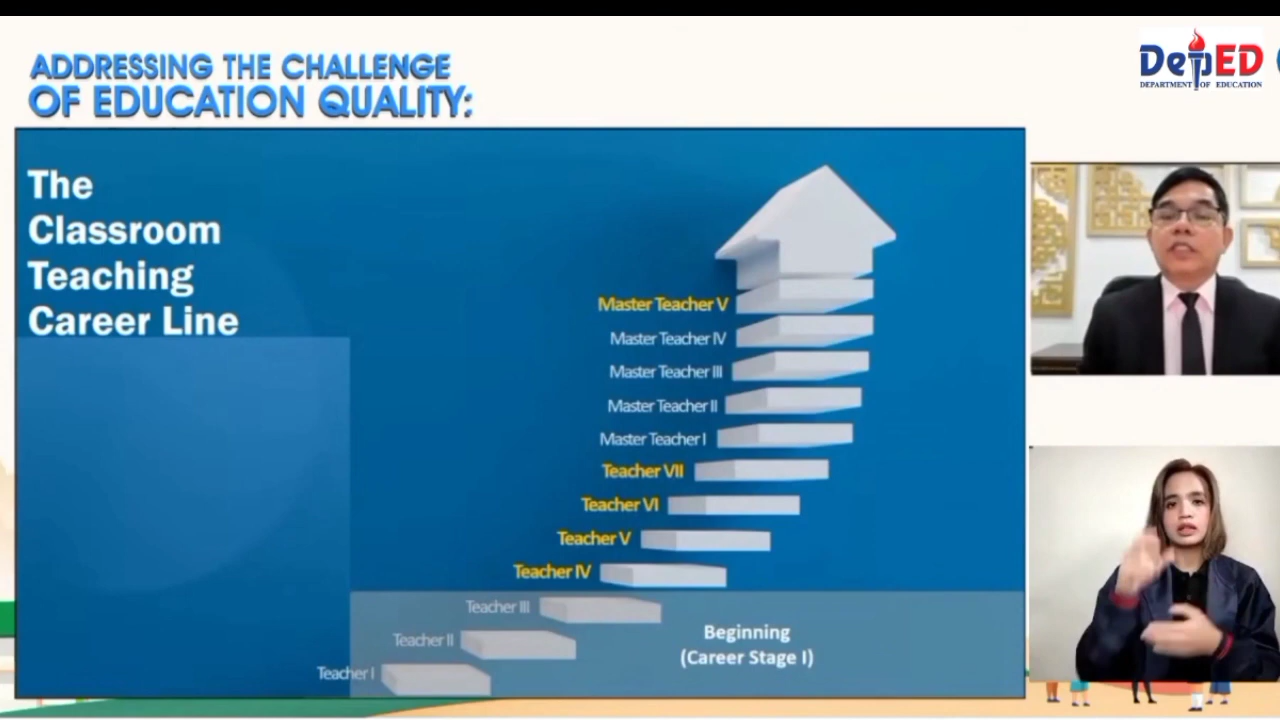 ADDRESSING THE CHALLENGE
OF EDUCATION QUALITY:
DepED
DEPARTMENT OF EDUCATION
The
Classroom
Teaching
Career Line
Master Teacher V
Master Teacher IV
Master Teacher III
Master Teacher II
Master Teacher I
Teacher VII
Teacher VI
Teacher V
Teacher IV
Teacher III
Teacher II
Teacher I
Beginning
(Career Stage I)